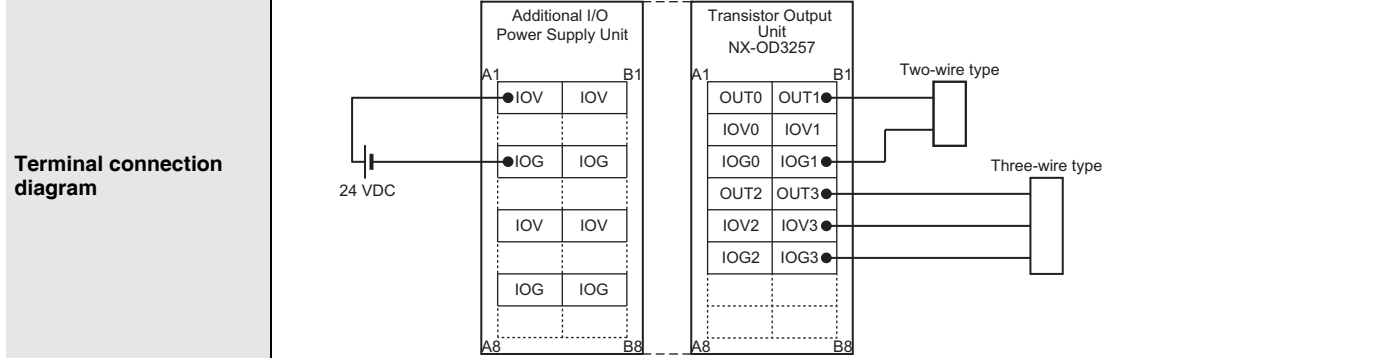 Terminal connection
diagram
Additional I/O
Power Supply Unit
A1 B1
IOV IOV
IOG IOG
IOV IOV
IOG IOG
A8 B8
24 VDC
Transistor Output
Unit
NX-OD3257
A1 B1
OUT0 OUT1
IOV0 IOV1
IOG0 IOG1
OUT2 OUT3
IOV2 IOV3
IOG2 IOG3
A8 B8
Two-wire type
Three-wire type